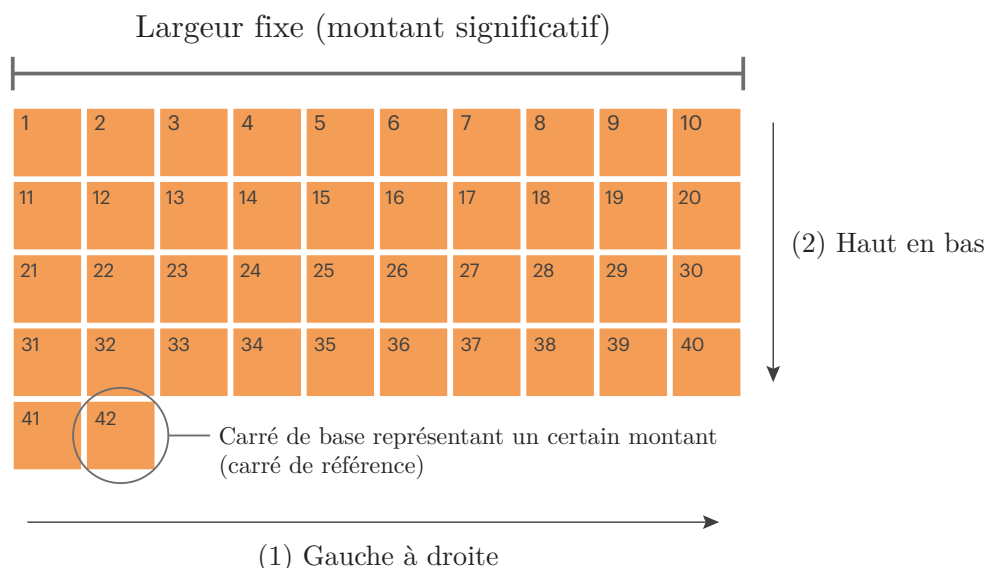 Largeur fixe (montant significatif)
1 2 3 4 5 6 7 8 9 10
11 12 13 14 15 16 17 18 19 20
(2) Haut en bas
21 22 23 24 25 26 27 28 29 30
31 32 33 34 35 36 37 38 39 40
41 42
Carré de base représentant un certain montant
(carré de référence)
(1) Gauche à droite